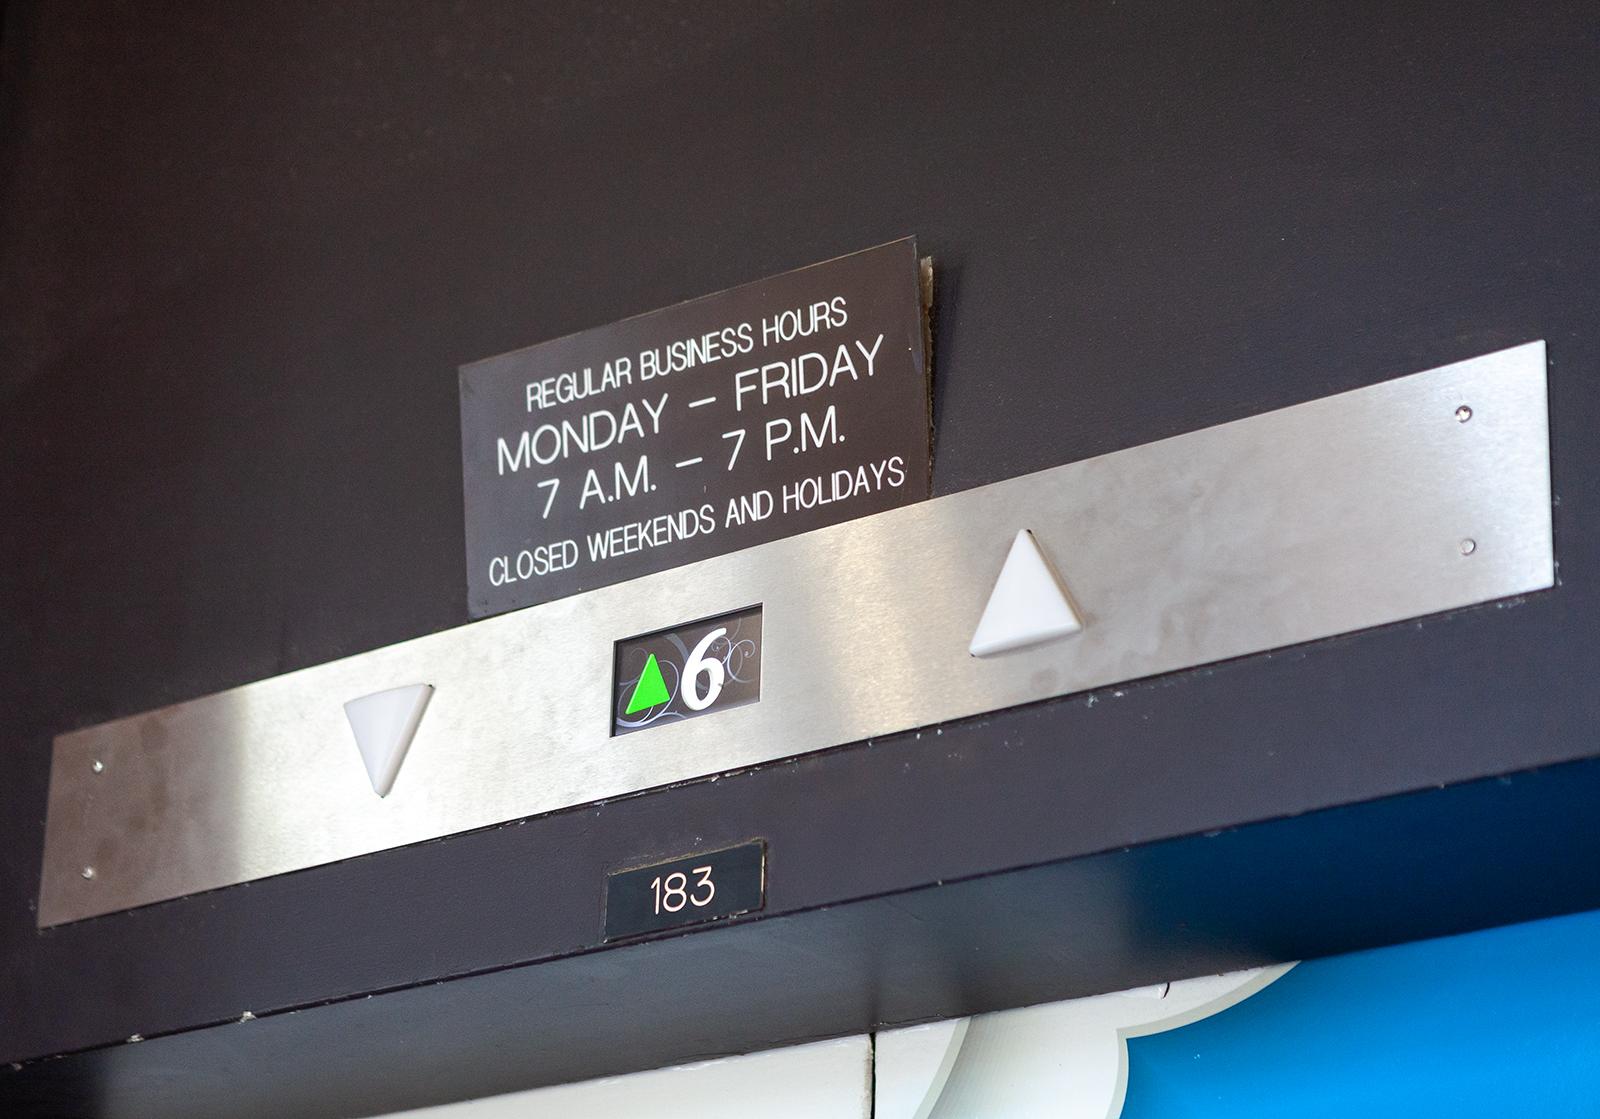 REGULAR BUSINESS HOURS
MONDAY – FRIDAY
7 A.M. – 7 P.M.
CLOSED WEEKENDS AND HOLIDAYS
6
183